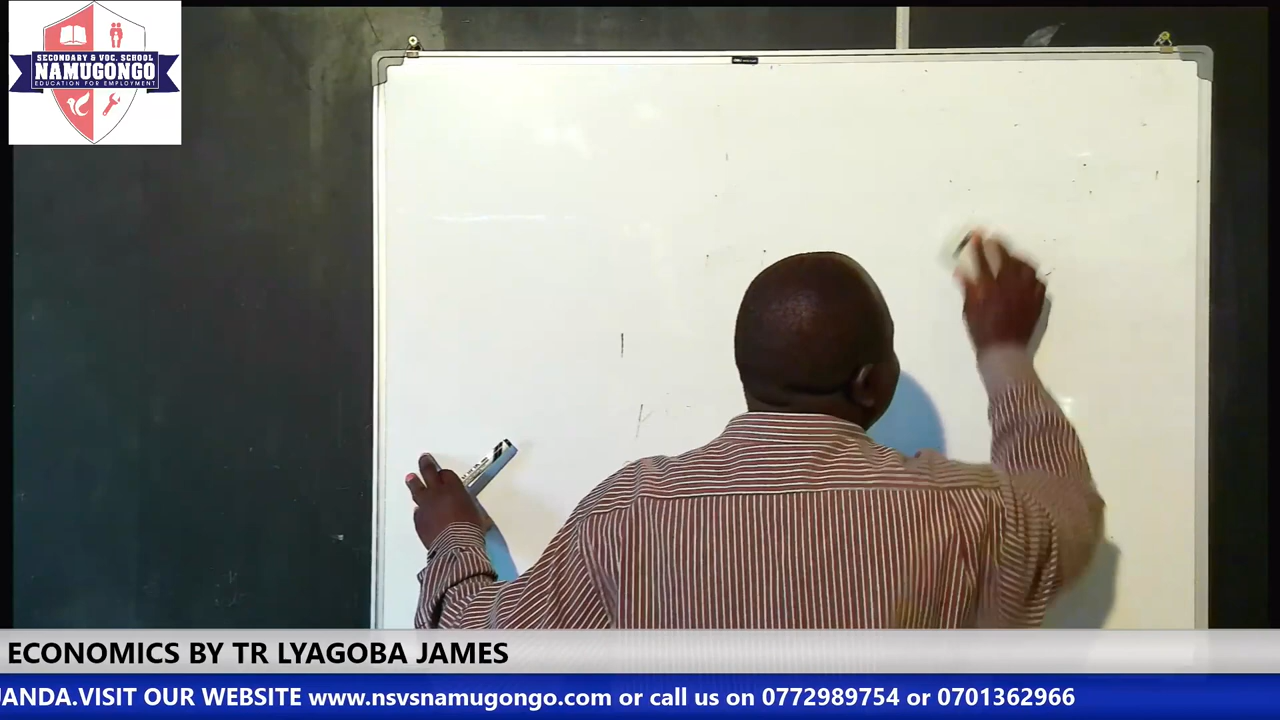 SECONDARY & VOC. SCHOOL
NAMUGONGO
EDUCATION FOR EMPLOYMENT
ECONOMICS BY TR LYAGOBA JAMES
UANDA.VISIT OUR WEBSITE www.nsvsnamugongo.com or call us on 0772989754 or 0701362966